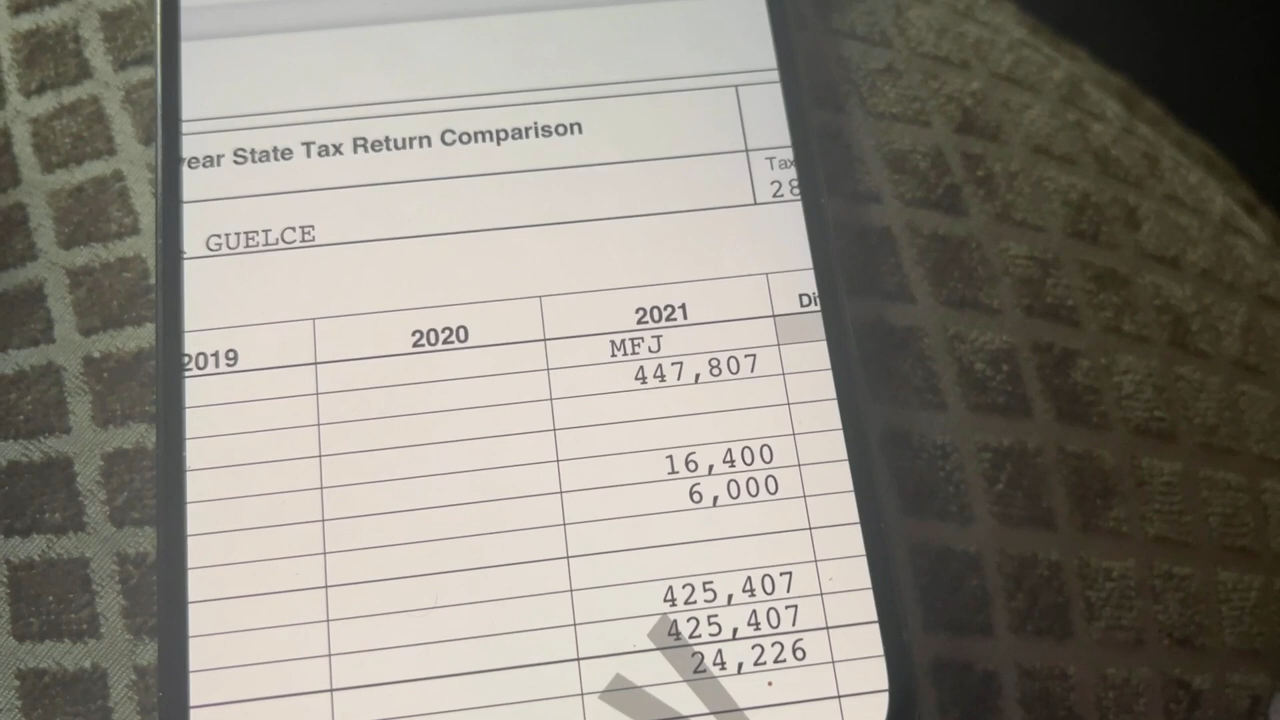 year State Tax Return Comparison
Tax
28
GUELCE
2019 2020 2021 Di
MFJ
447,807
16,400
6,000
425,407
425,407
24,226